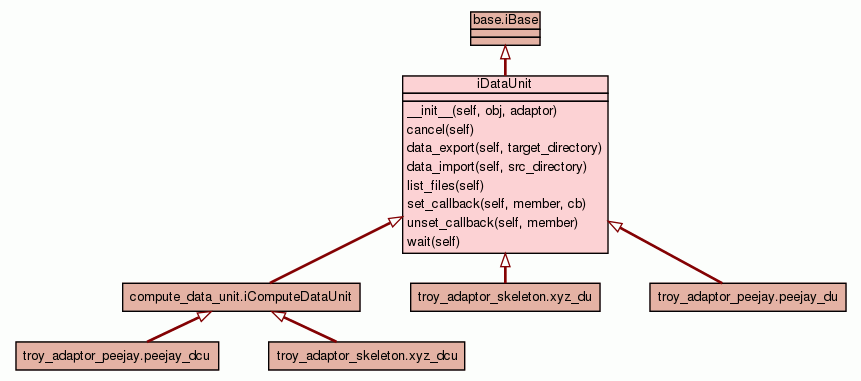 base.iBase
iDataUnit
__init__(self, obj, adaptor)
cancel(self)
data_export(self, target_directory)
data_import(self, src_directory)
list_files(self)
set_callback(self, member, cb)
unset_callback(self, member)
wait(self)
compute_data_unit.iComputeDataUnit
troy_adaptor_skeleton.xyz_du
troy_adaptor_peejay.peejay_du
troy_adaptor_peejay.peejay_dcu
troy_adaptor_skeleton.xyz_dcu